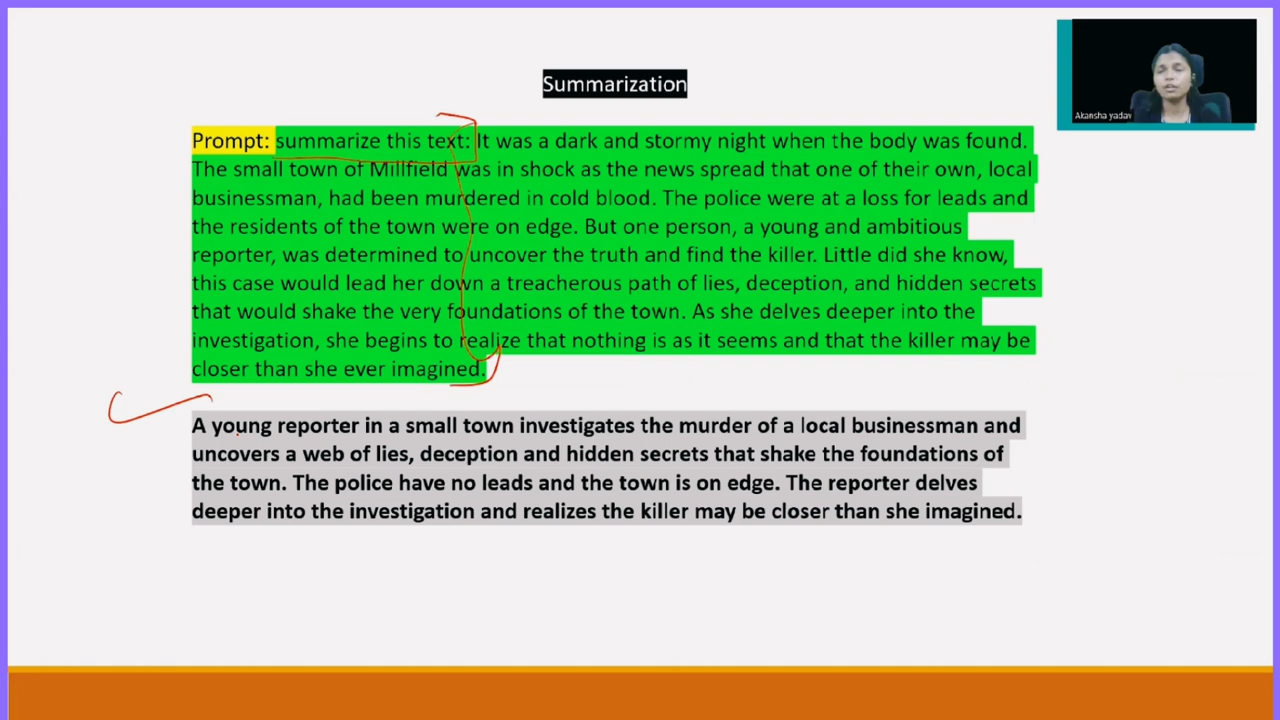 Summarization
Akansha yadav
Prompt: summarize this text: It was a dark and stormy night when the body was found.
The small town of Millfield was in shock as the news spread that one of their own, local
businessman, had been murdered in cold blood. The police were at a loss for leads and
the residents of the town were on edge. But one person, a young and ambitious
reporter, was determined to uncover the truth and find the killer. Little did she know,
this case would lead her down a treacherous path of lies, deception, and hidden secrets
that would shake the very foundations of the town. As she delves deeper into the
investigation, she begins to realize that nothing is as it seems and that the killer may be
closer than she ever imagined.
A young reporter in a small town investigates the murder of a local businessman and
uncovers a web of lies, deception and hidden secrets that shake the foundations of
the town. The police have no leads and the town is on edge. The reporter delves
deeper into the investigation and realizes the killer may be closer than she imagined.